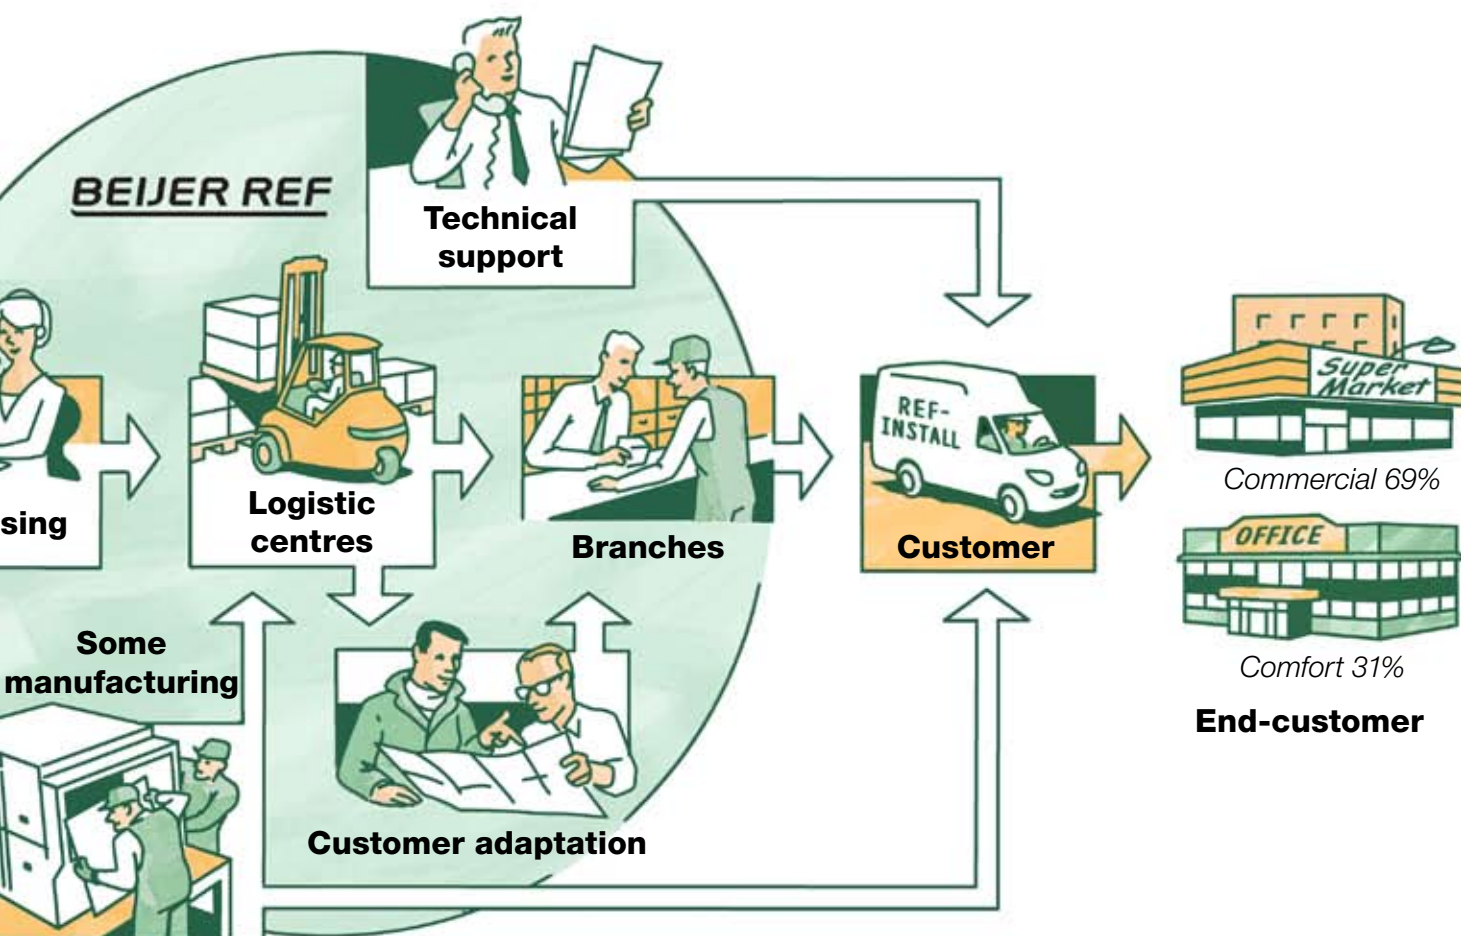 BEIJER REF
Technical
support
sing
Logistic
centres
Branches
REF-
INSTALL
Customer
Super
Market
Commercial 69%
OFFICE
Comfort 31%
End-customer
Some
manufacturing
Customer adaptation